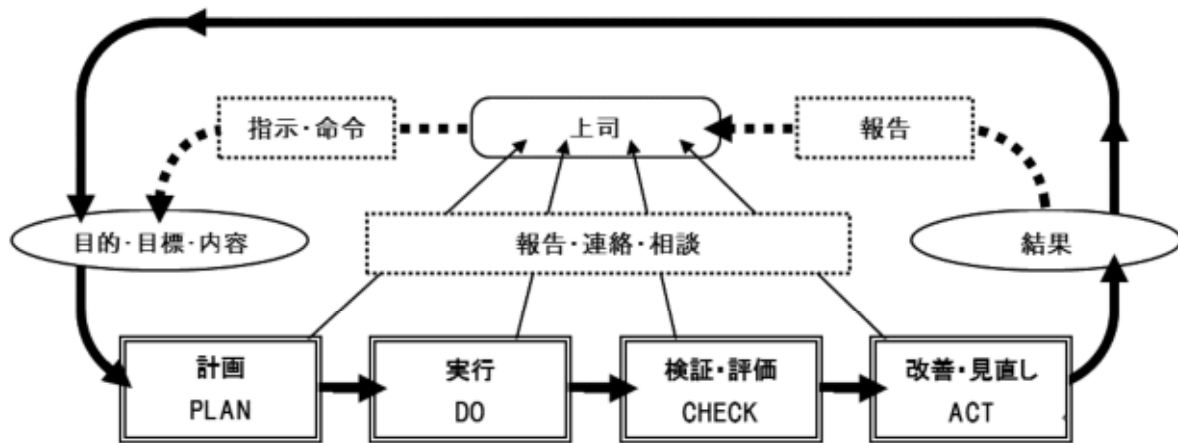 指示・命令
上司
報告
目的・目標・内容
報告・連絡・相談
結果
計画
PLAN
実行
DO
検証・評価
CHECK
改善・見直し
ACT